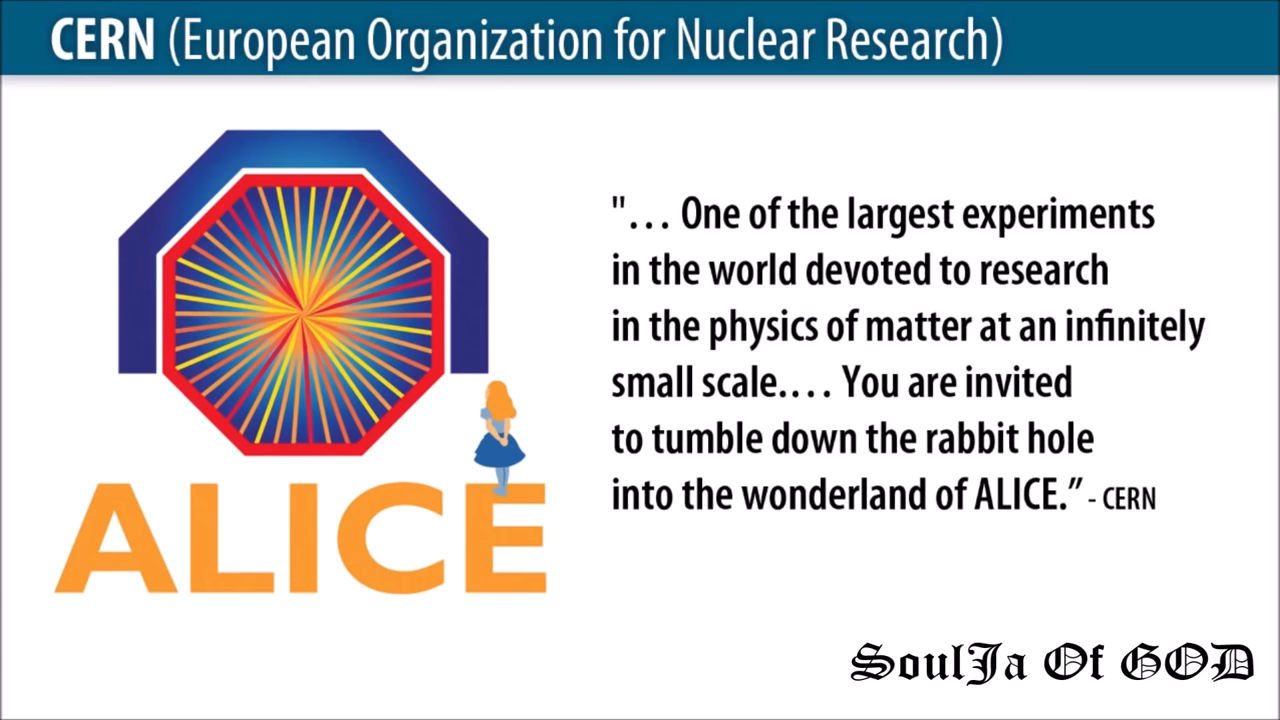 CERN (European Organization for Nuclear Research)
"... One of the largest experiments
in the world devoted to research
in the physics of matter at an infinitely
small scale.... You are invited
to tumble down the rabbit hole
into the wonderland of ALICE.” - CERN
ALICE
SoulJa Of GOD